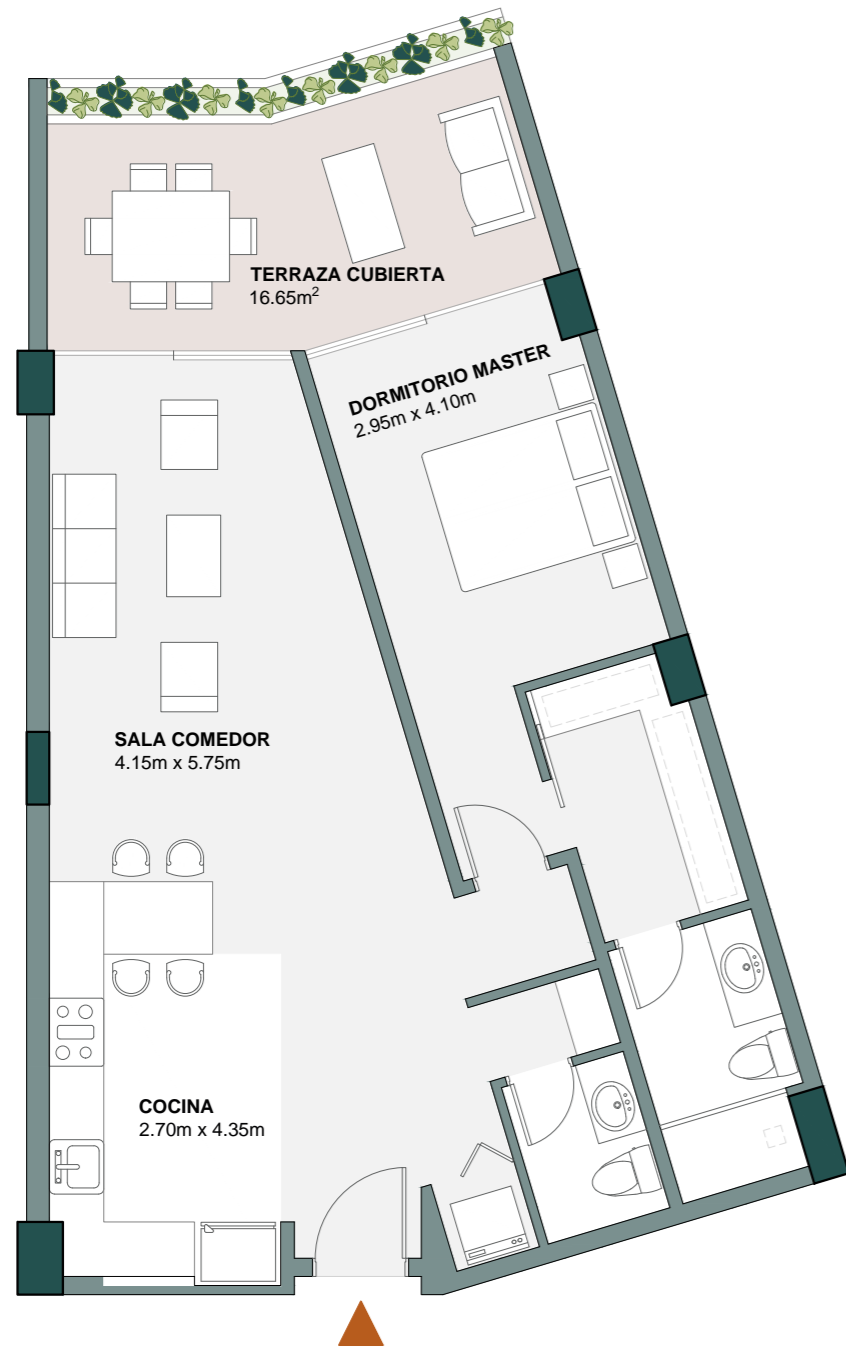 TERRAZA CUBIERTA
16.65m²
DORMITORIO MASTER
2.95m x 4.10m
SALA COMEDOR
4.15m x 5.75m
COCINA
2.70m x 4.35m